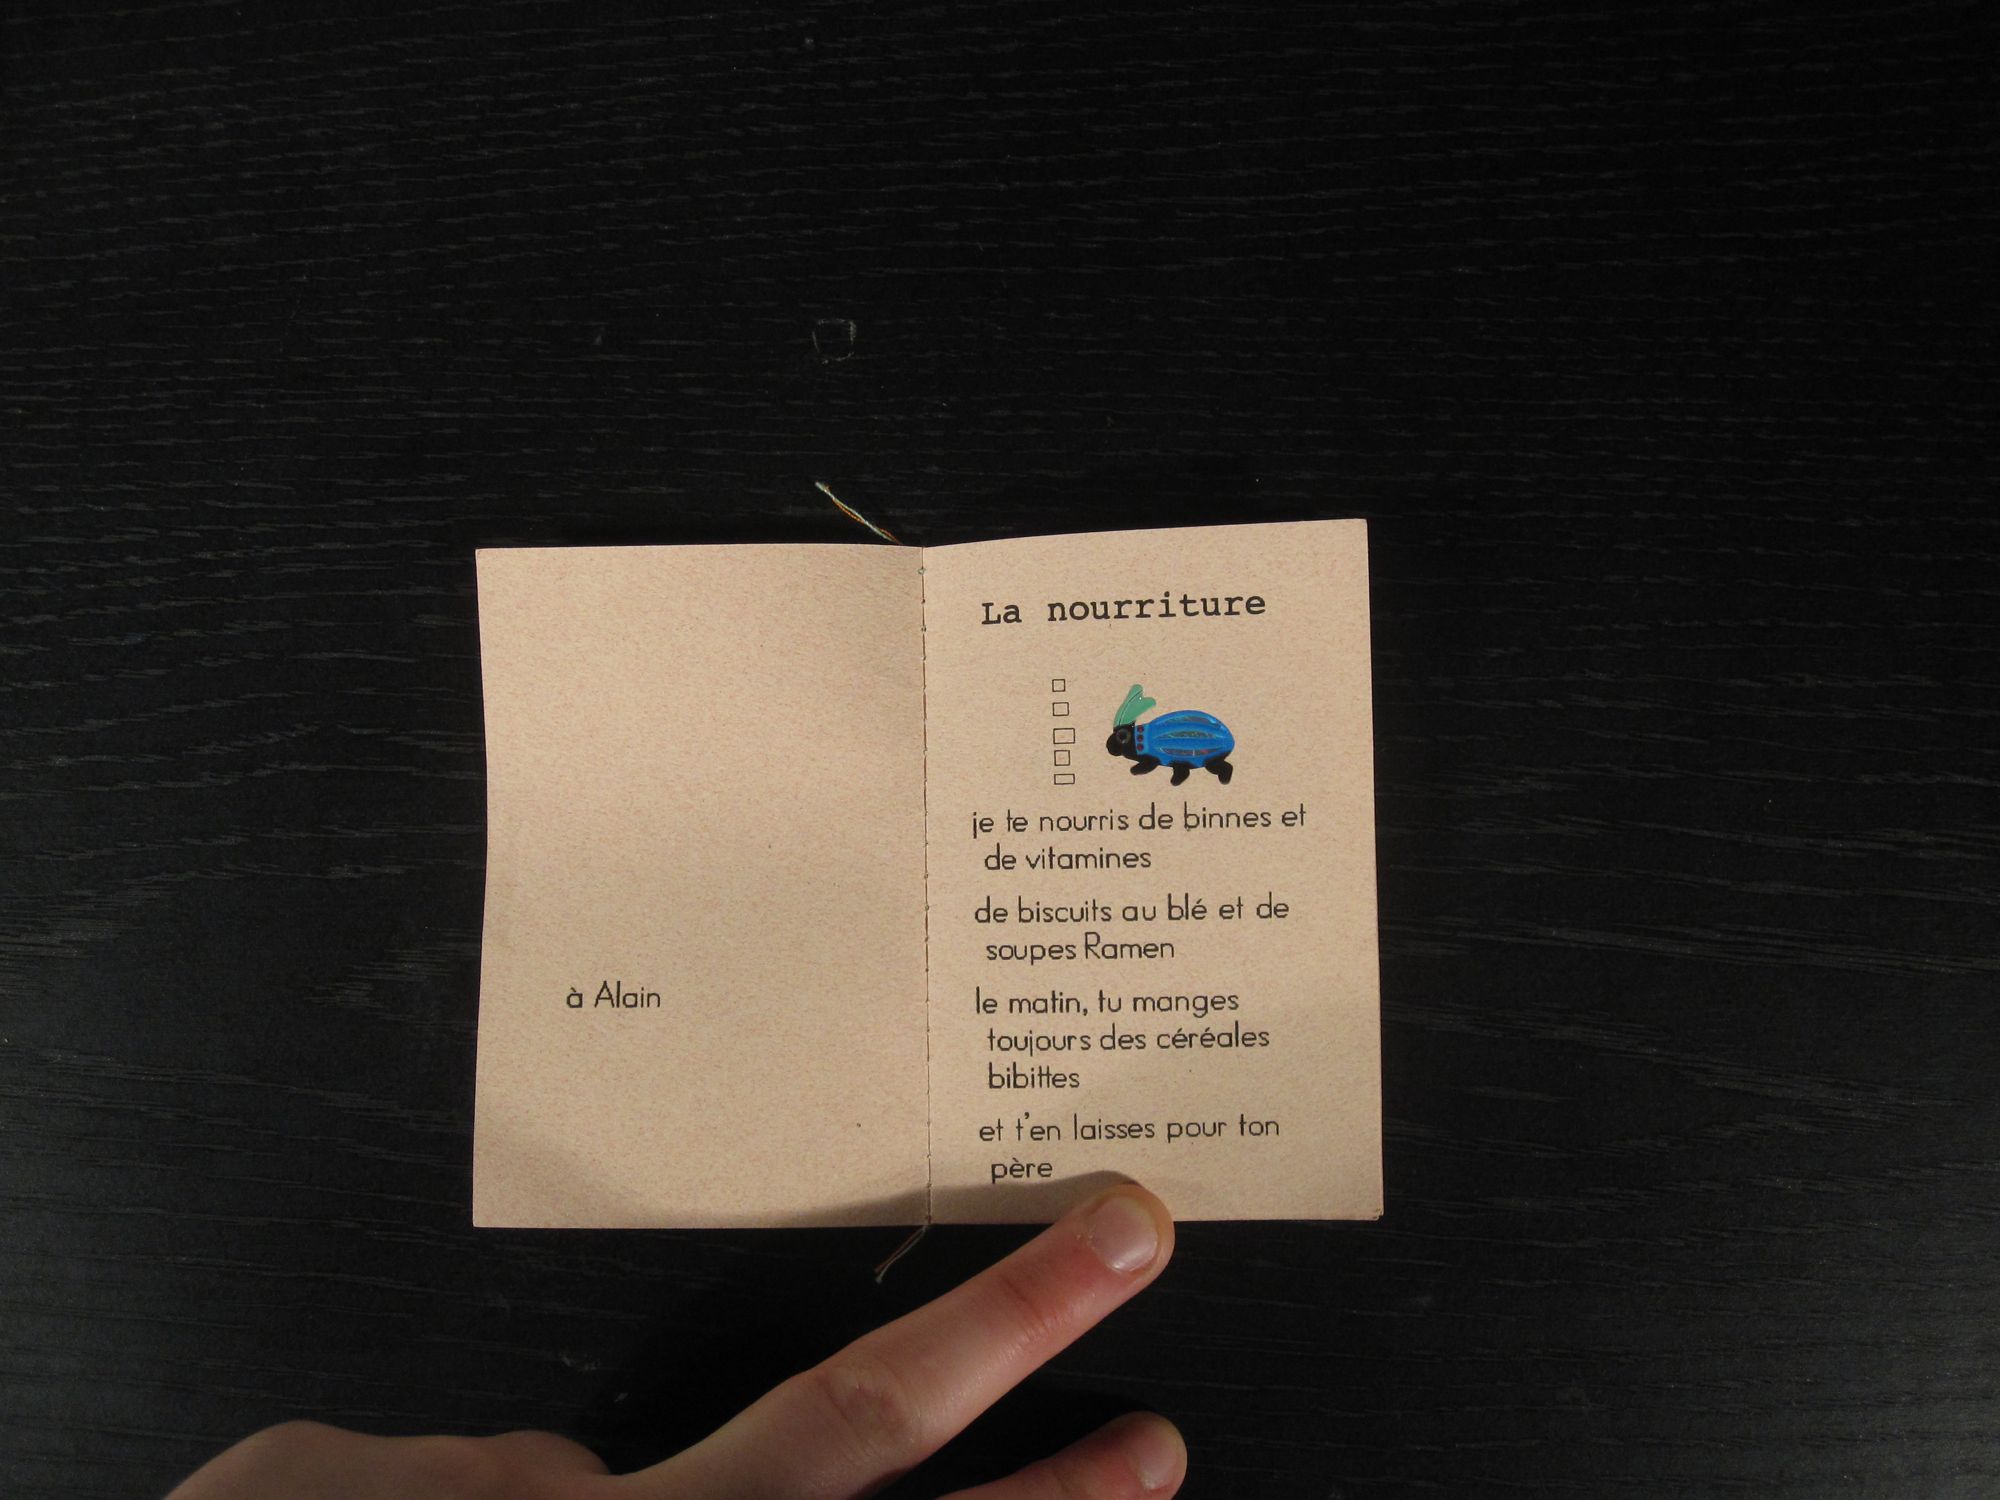 à Alain
La nourriture
je te nourris de binnes et
de vitamines
de biscuits au blé et de
soupes Ramen
le matin, tu manges
toujours des céréales
bibittes
et t'en laisses pour ton
père